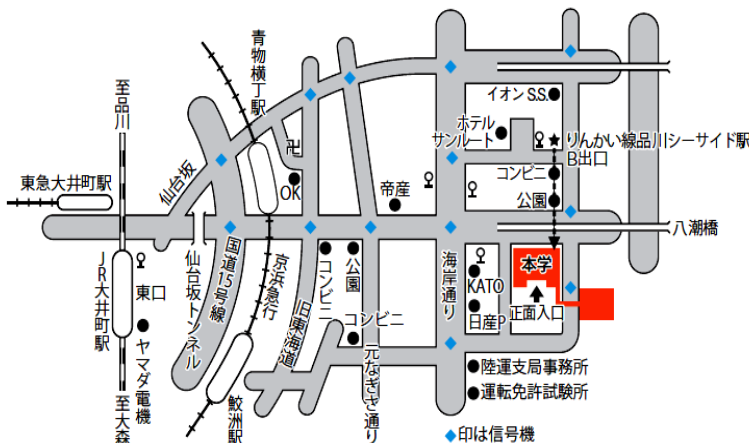 青物横丁駅
至品川
東急大井町駅
仙台坂
卍
OK
帝産
イオンS.S.
ホテル
サンルート
りんかい線品川シーサイド駅
B出口
コンビニ
公園
八潮橋
JR大井町駅
東口
ヤマダ電機
至大森
仙台坂トンネル
国道15号線
京浜急行
鮫洲駅
旧東海道
コンビニ
公園
コンビニ
元なぎさ通り
海岸通り
KATO
日産P
本学
正面入口
陸運支局事務所
運転免許試験所
◆印は信号機